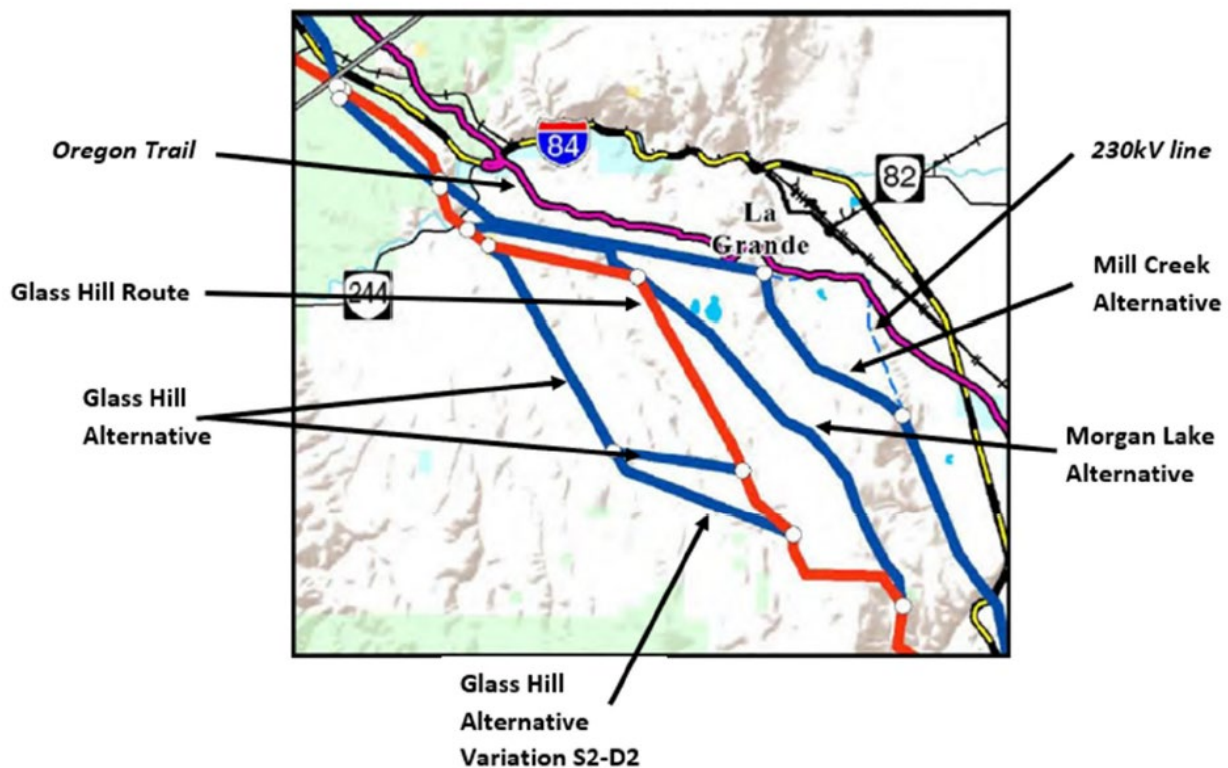 84
Oregon Trail
230kV line
82
La
Grande
Mill Creek
Alternative
244
Glass Hill Route
Glass Hill
Alternative
Morgan Lake
Alternative
Glass Hill
Alternative
Variation S2-D2